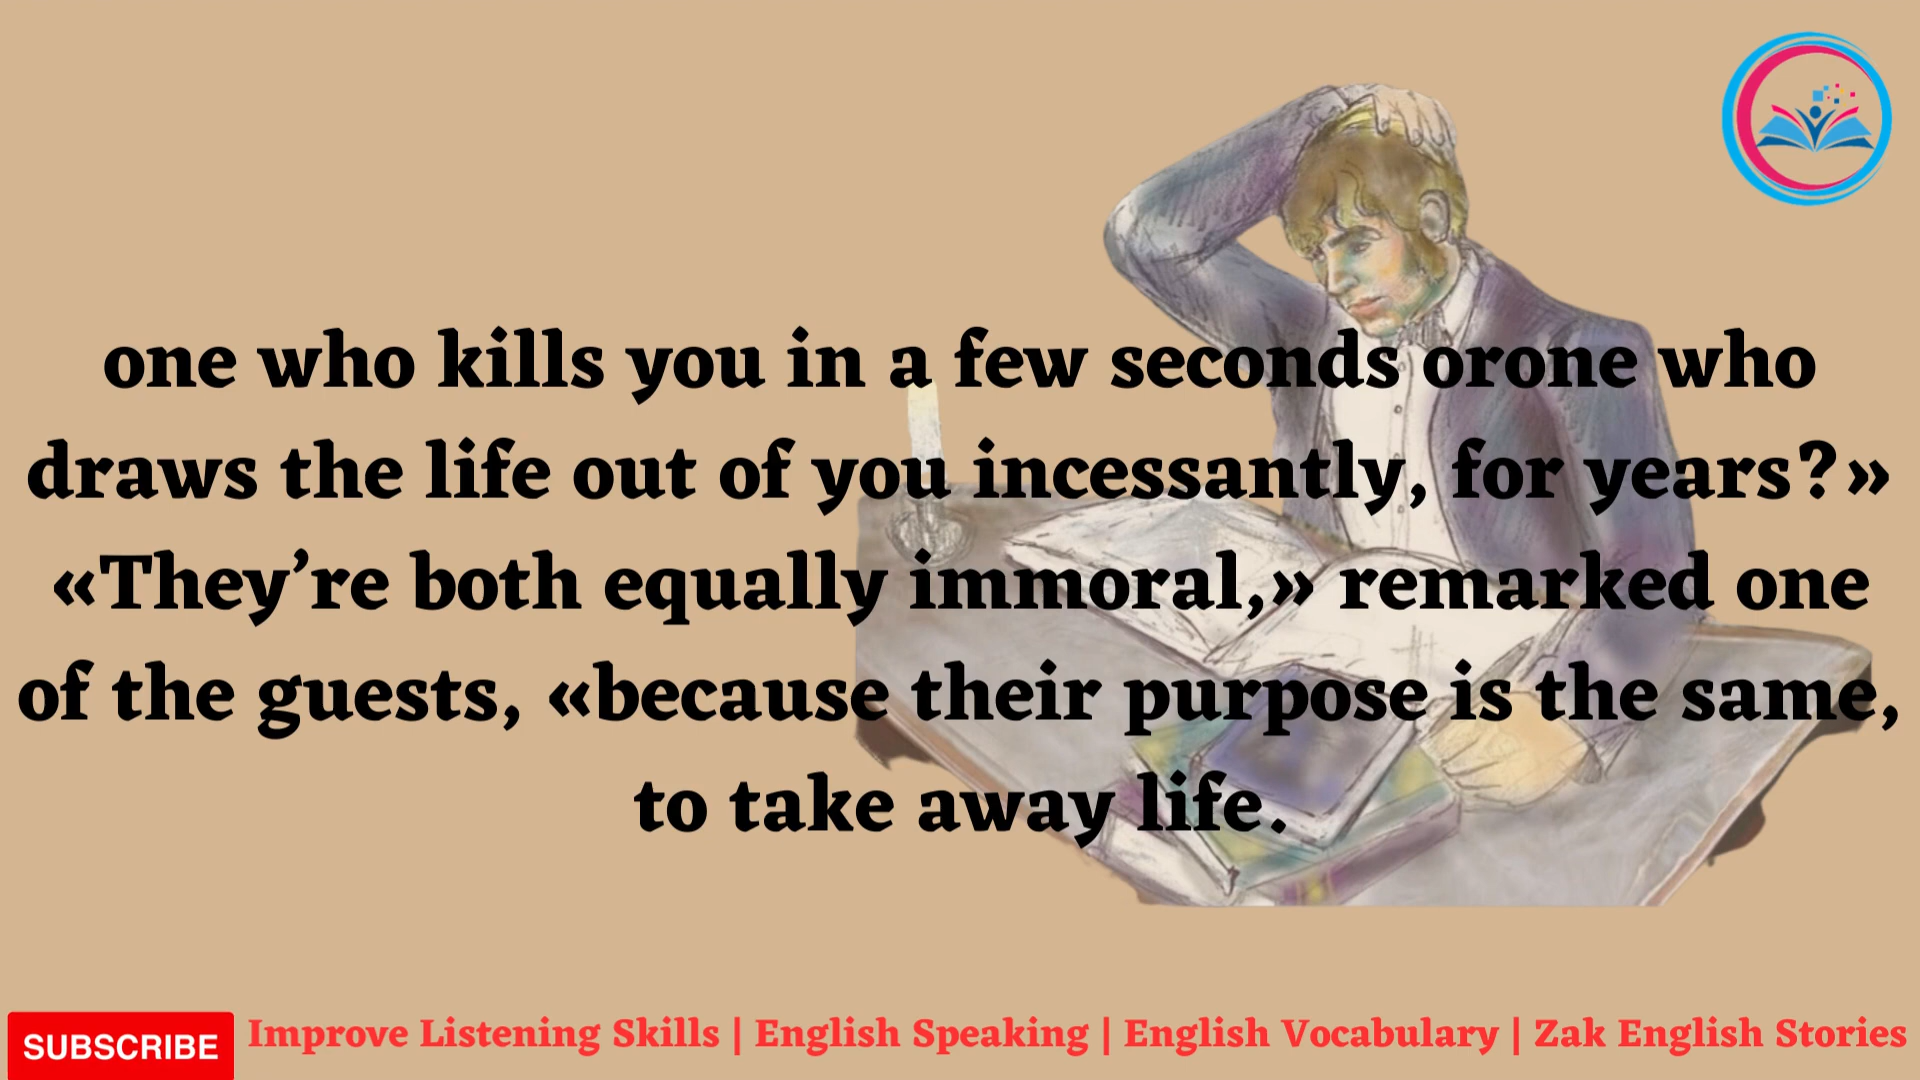 one who kills you in a few seconds orone who
draws the life out of you incessantly, for years?»
«They’re both equally immoral,» remarked one
of the guests, «because their purpose is the same,
to take away life.
SUBSCRIBE
Improve Listening Skills | English Speaking | English Vocabulary | Zak English Stories